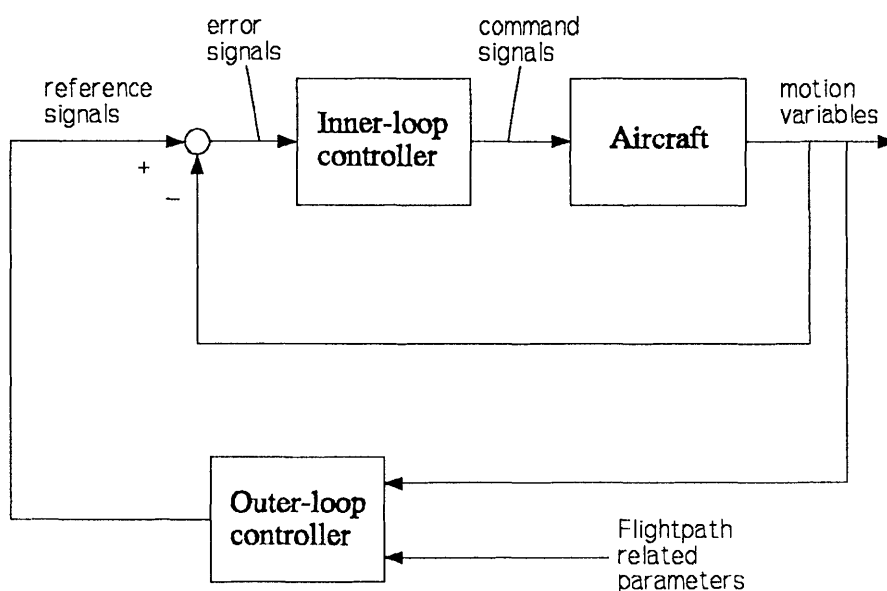 error
signals
command
signals
reference
signals
motion
variables
Inner-loop
controller
Aircraft
+
−
Outer-loop
controller
Flightpath
related
parameters